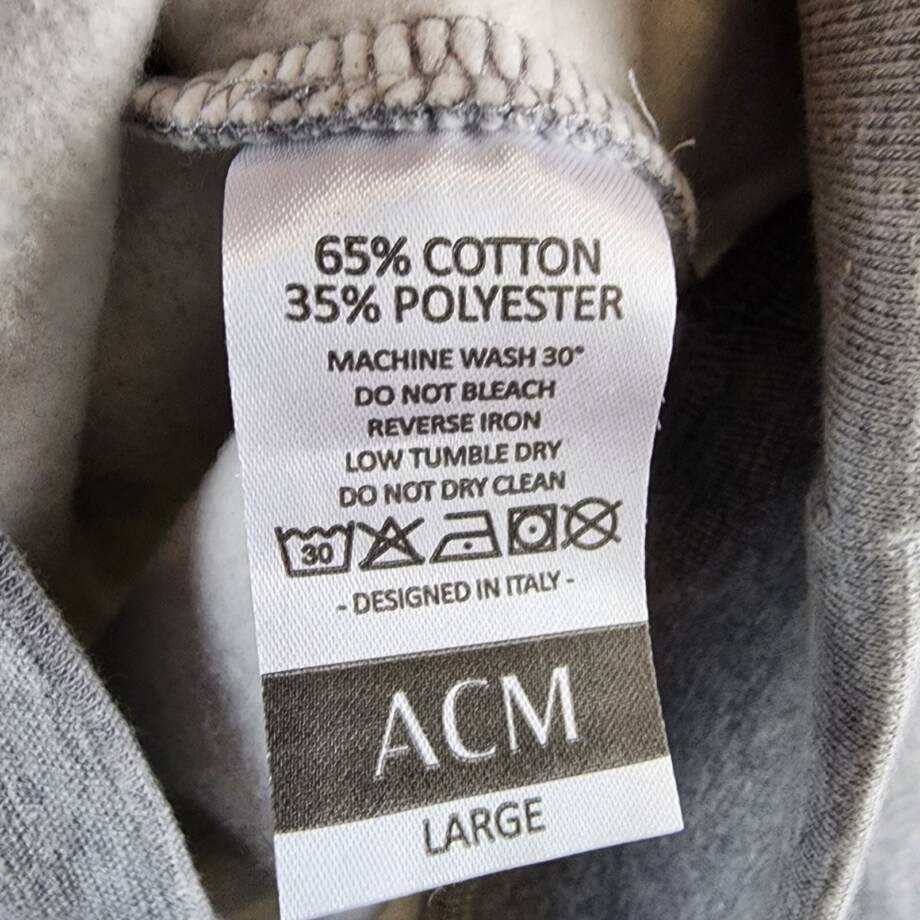 65% COTTON
35% POLYESTER
MACHINE WASH 30°
DO NOT BLEACH
REVERSE IRON
LOW TUMBLE DRY
DO NOT DRY CLEAN
30
- DESIGNED IN ITALY -
ACM
LARGE